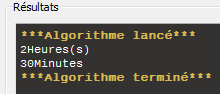 Résultats
***Algorithme lancé***
2Heures(s)
30Minutes
***Algorithme terminé***